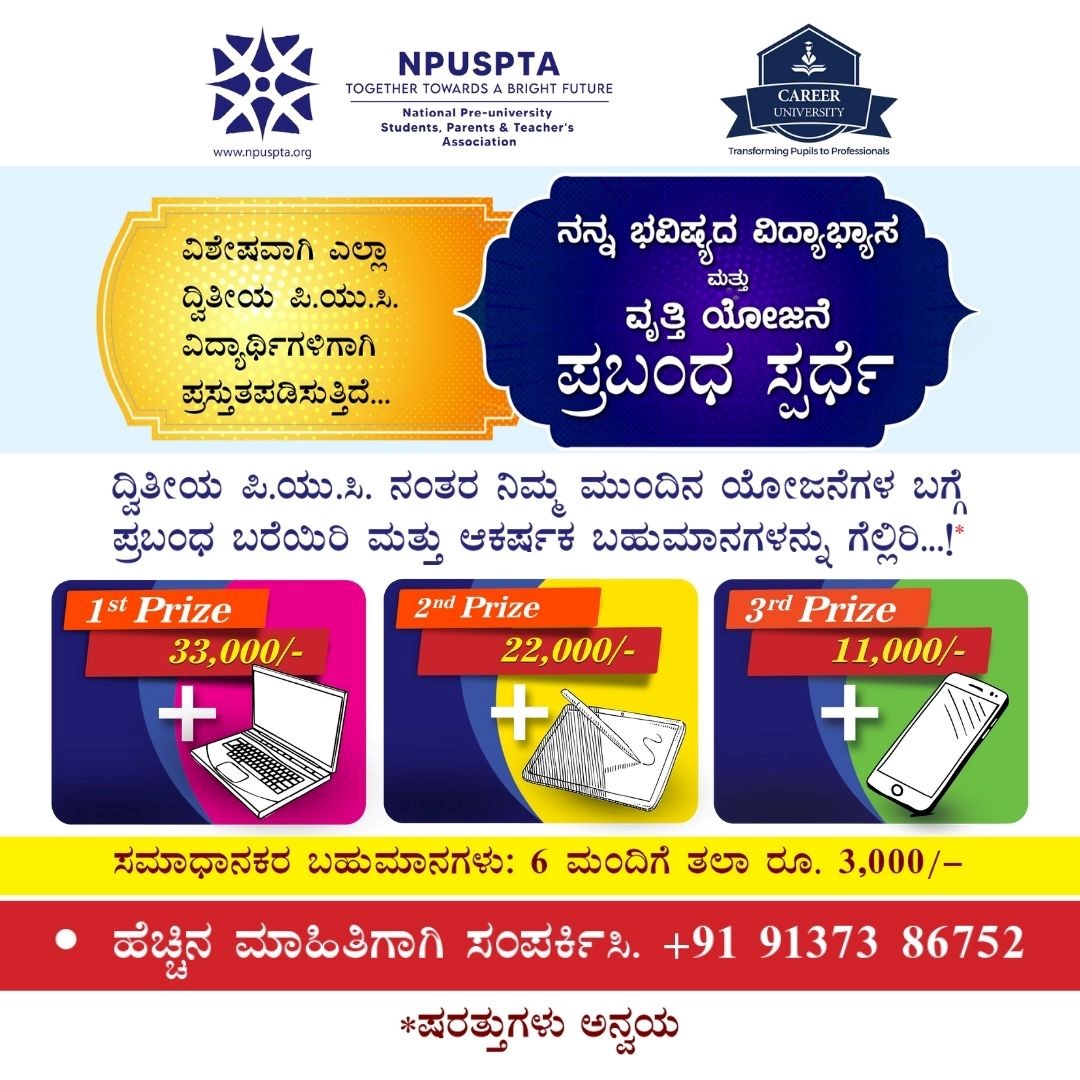 NPUSPTA
TOGETHER TOWARDS A BRIGHT FUTURE
National Pre-university
Students, Parents & Teacher's
Association
www.npuspta.org
CAREER
UNIVERSITY
Transforming Pupils to Professionals
ವಿಶೇಷವಾಗಿ ಎಲ್ಲಾ
ದ್ವಿತೀಯ ಪಿ.ಯು.ಸಿ.
ವಿದ್ಯಾರ್ಥಿಗಳಿಗಾಗಿ
ಪ್ರಸ್ತುತಪಡಿಸುತ್ತಿದೆ...
ನನ್ನ ಭವಿಷ್ಯದ ವಿದ್ಯಾಭ್ಯಾಸ
ಮತ್ತು
ವೃತ್ತಿ ಯೋಜನೆ
ಪ್ರಬಂಧ ಸ್ಪರ್ಧೆ
ದ್ವಿತೀಯ ಪಿ.ಯು.ಸಿ. ನಂತರ ನಿಮ್ಮ ಮುಂದಿನ ಯೋಜನೆಗಳ ಬಗ್ಗೆ
ಪ್ರಬಂಧ ಬರೆಯಿರಿ ಮತ್ತು ಆಕರ್ಷಕ ಬಹುಮಾನಗಳನ್ನು ಗೆಲ್ಲಿರಿ...!*
1st Prize
33,000/-
+
2nd Prize
22,000/-
+
3rd Prize
11,000/-
+
ಸಮಾಧಾನಕರ ಬಹುಮಾನಗಳು: 6 ಮಂದಿಗೆ ತಲಾ ರೂ. 3,000/-
• ಹೆಚ್ಚಿನ ಮಾಹಿತಿಗಾಗಿ ಸಂಪರ್ಕಿಸಿ. +91 91373 86752
*ಷರತ್ತುಗಳು ಅನ್ವಯ